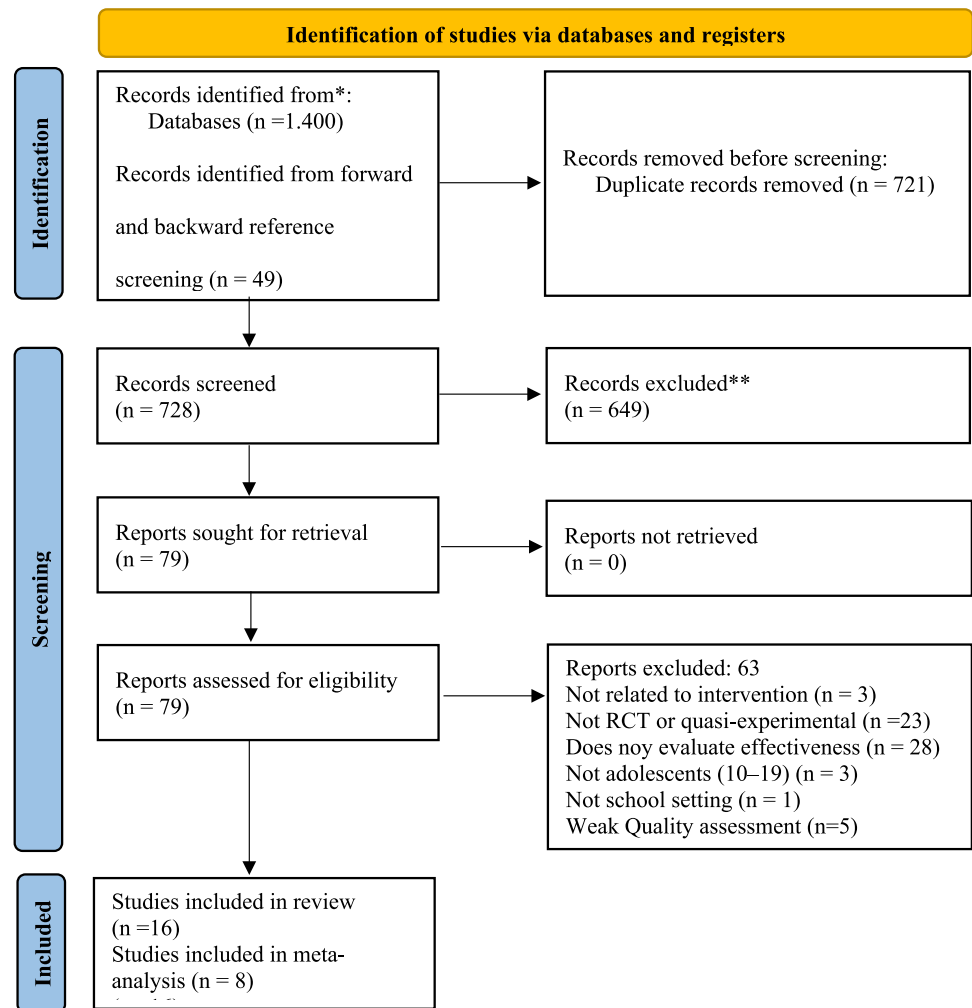 Identification of studies via databases and registers
Identification
Records identified from*:
Databases (n =1.400)
Records identified from forward
and backward reference
screening (n = 49)
Records removed before screening:
Duplicate records removed (n = 721)
Screening
Records screened
(n = 728)
Records excluded**
(n = 649)
Reports sought for retrieval
(n = 79)
Reports not retrieved
(n = 0)
Reports assessed for eligibility
(n = 79)
Reports excluded: 63
Not related to intervention (n = 3)
Not RCT or quasi-experimental (n =23)
Does noy evaluate effectiveness (n = 28)
Not adolescents (10–19) (n = 3)
Not school setting (n = 1)
Weak Quality assessment (n=5)
Included
Studies included in review
(n =16)
Studies included in meta-
analysis (n = 8)